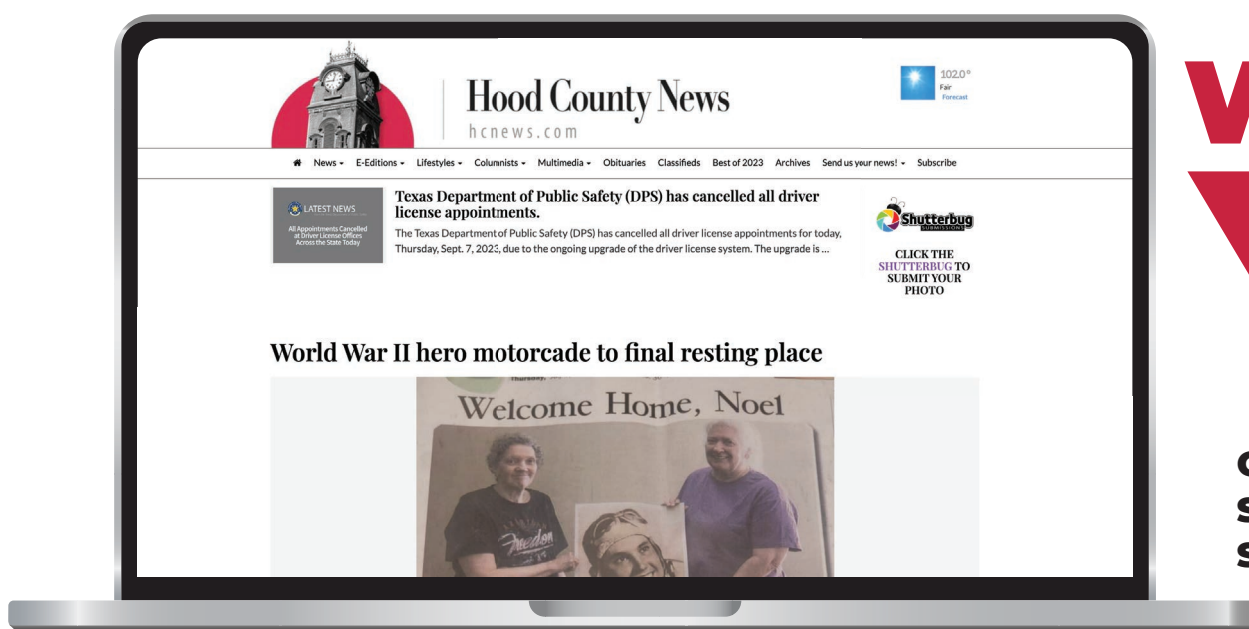 Hood County News
hcnews.com
102.0°
Fair
Forecast
News E-Editions Lifestyles Columnists Multimedia Obituaries Classifieds Best of 2023 Archives Send us your news! Subscribe
LATEST NEWS
All Appointments Cancelled
at Driver License Offices
Across the State Today
Texas Department of Public Safety (DPS) has cancelled all driver
license appointments.
The Texas Department of Public Safety (DPS) has cancelled all driver license appointments for today,
Thursday, Sept. 7, 2023, due to the ongoing upgrade of the driver license system. The upgrade is ...
Shutterbug
SUBMISSIONS
CLICK THE
SHUTTERBUG TO
SUBMIT YOUR
PHOTO
World War II hero motorcade to final resting place
Thursday,
Welcome Home, Noel
Freedom